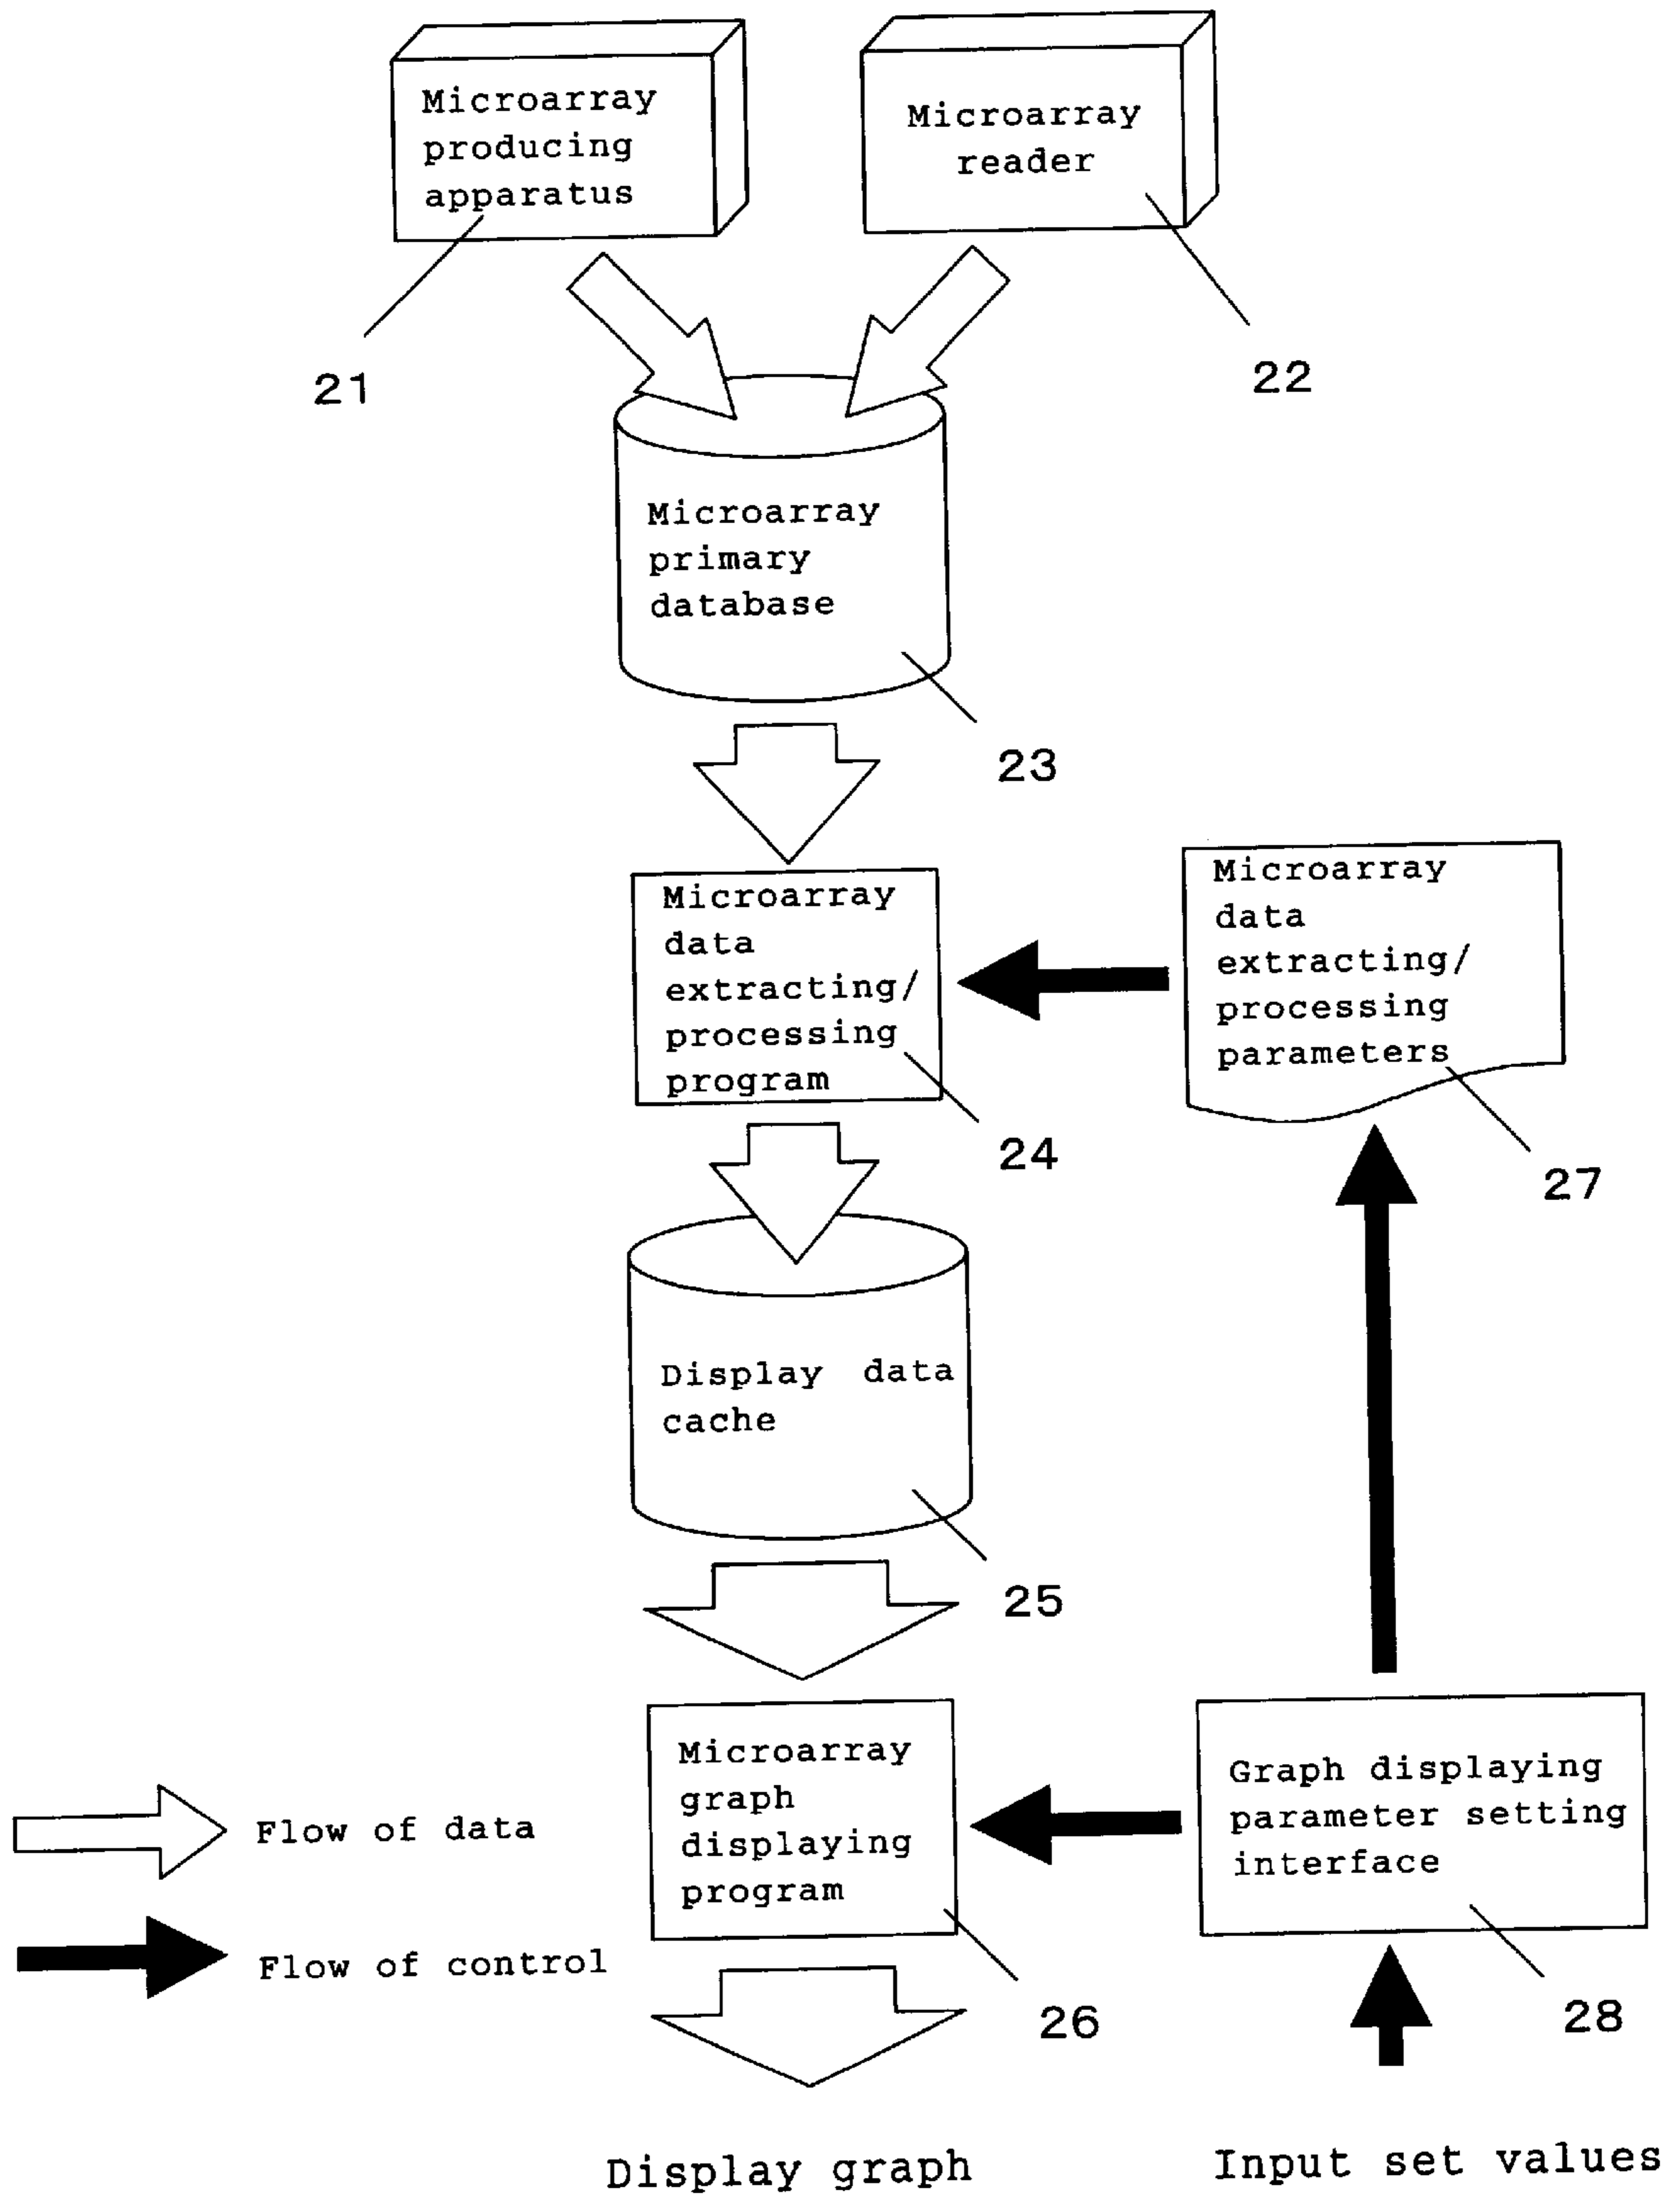 Microarray
producing
apparatus
Microarray
reader
21
22
Microarray
primary
database
23
Microarray
data
extracting/
processing
program
24
Microarray
data
extracting/
processing
parameters
27
Display data
cache
25
Microarray
graph
displaying
program
26
Graph displaying
parameter setting
interface
28
Flow of data
Flow of control
Display graph
Input set values